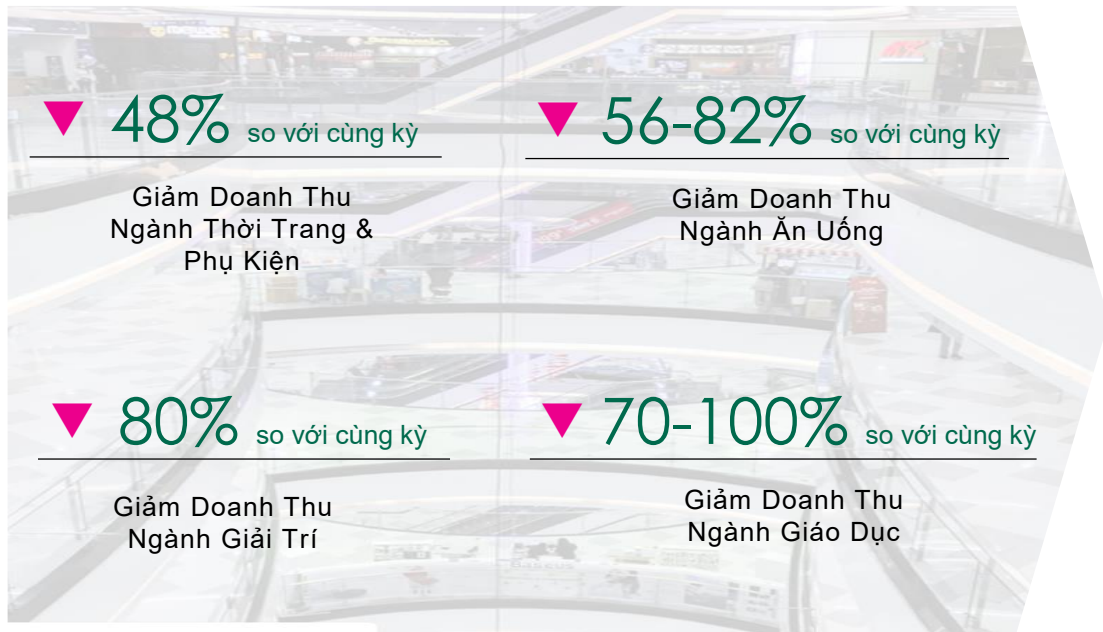 ▼ 48% so với cùng kỳ
Giảm Doanh Thu
Ngành Thời Trang &
Phụ Kiện
▼ 56-82% so với cùng kỳ
Giảm Doanh Thu
Ngành Ăn Uống
▼ 80% so với cùng kỳ
Giảm Doanh Thu
Ngành Giải Trí
▼ 70-100% so với cùng kỳ
Giảm Doanh Thu
Ngành Giáo Dục